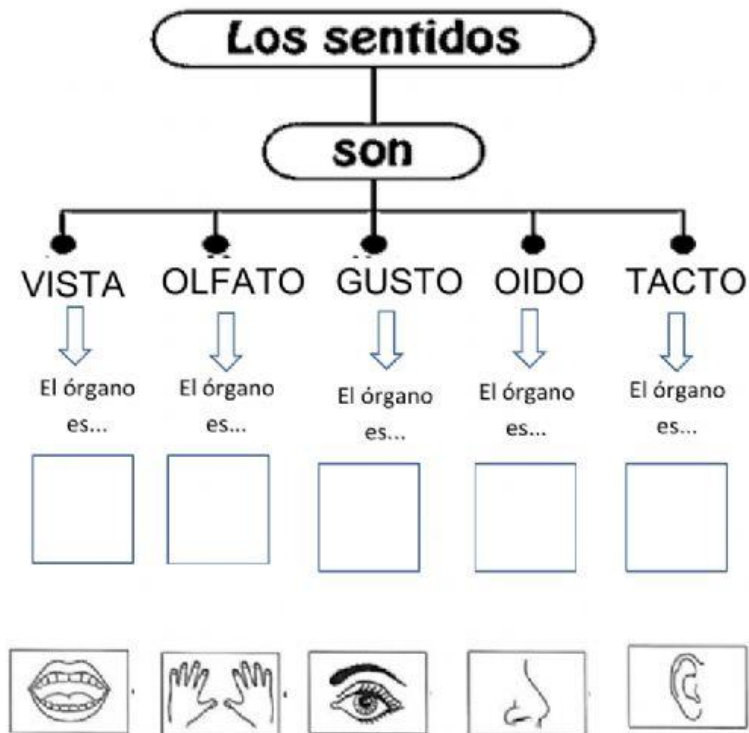 Los sentidos
son
VISTA OLFATO GUSTO OIDO TACTO
El órgano El órgano El órgano El órgano El órgano
es... es... es... es... es...